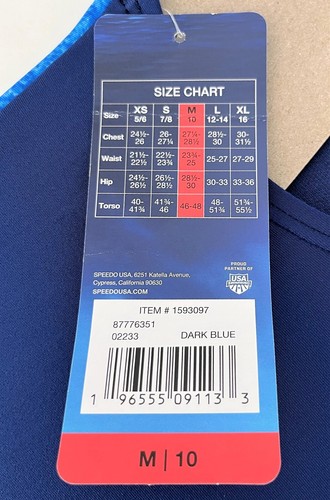 SIZE CHART
Size XS 5/6 S 7/8 M 10 L 12-14 XL 16
Chest 24½-26 26-27¼ 27¼-28½ 28½-30 30-31½
Waist 21½-22½ 22½-23¾ 23¾-25 25-27 27-29
Hip 24½-26½ 26½-28½ 28½-30 30-33 33-36
Torso 40-41¾ 41¾-46 46-48 48-51¾ 51¾-55½
PROUD
PARTNER OF
USA
SPEEDO USA, 6251 Katella Avenue,
Cypress, California 90630
SPEEDOUSA.COM
ITEM # 1593097
87776351
02233 DARK BLUE
1 96555 09113 3
M | 10